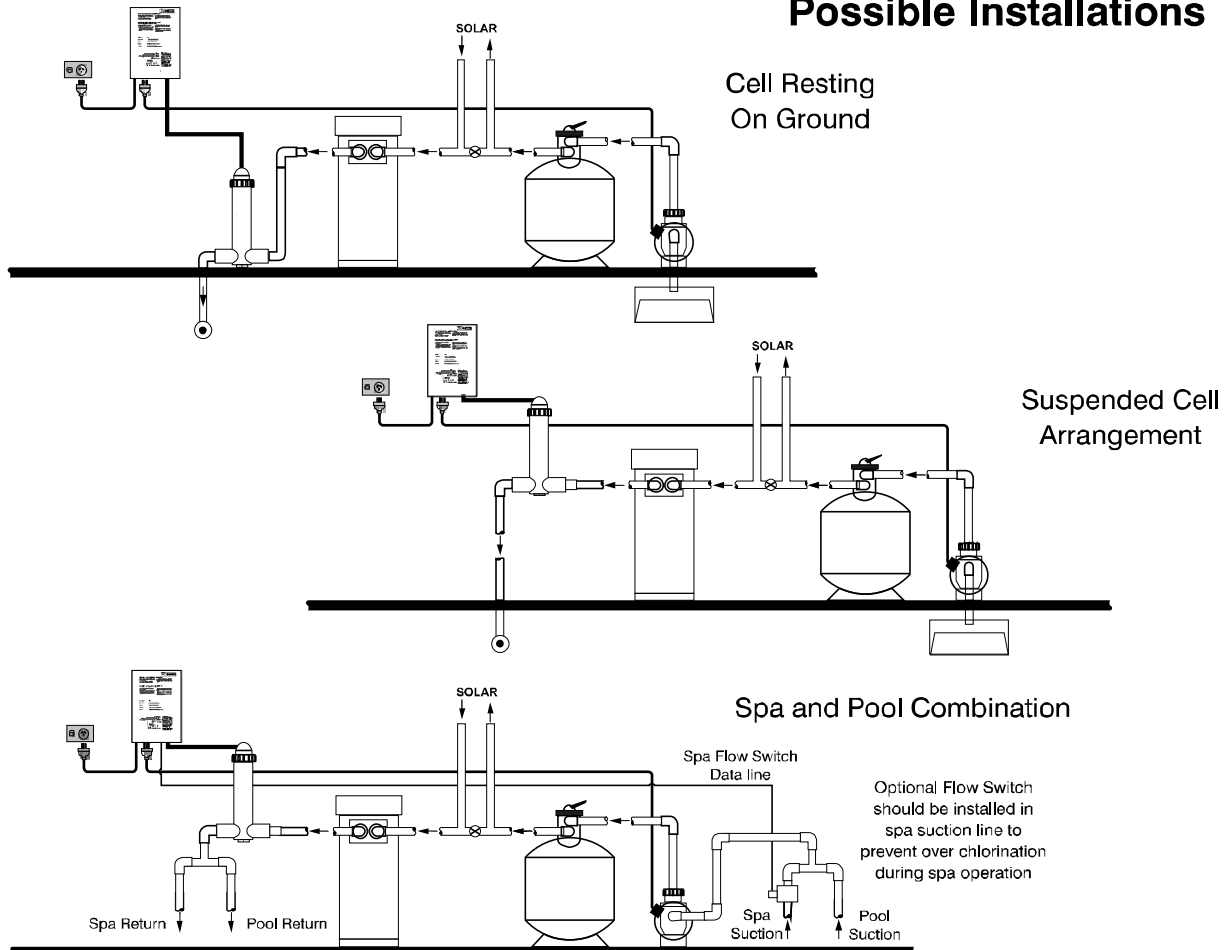 Possible Installations
SOLAR
Cell Resting
On Ground
SOLAR
Suspended Cell
Arrangement
SOLAR
Spa and Pool Combination
Spa Flow Switch
Data line
Optional Flow Switch
should be installed in
spa suction line to
prevent over chlorination
during spa operation
Spa Return
Pool Return
Spa
Suction
Pool
Suction